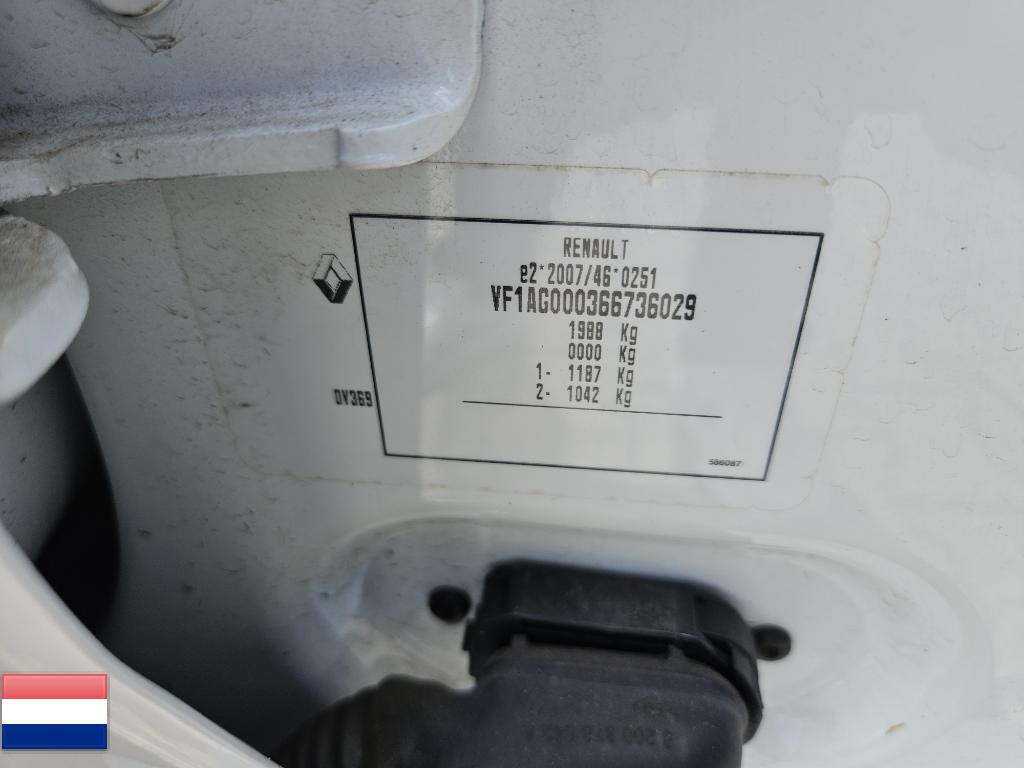 RENAULT
e2*2007/46*0251
VF1AG000366736029
1988 Kg
0000 Kg
1- 1187 Kg
2- 1042 Kg
DV369
586087